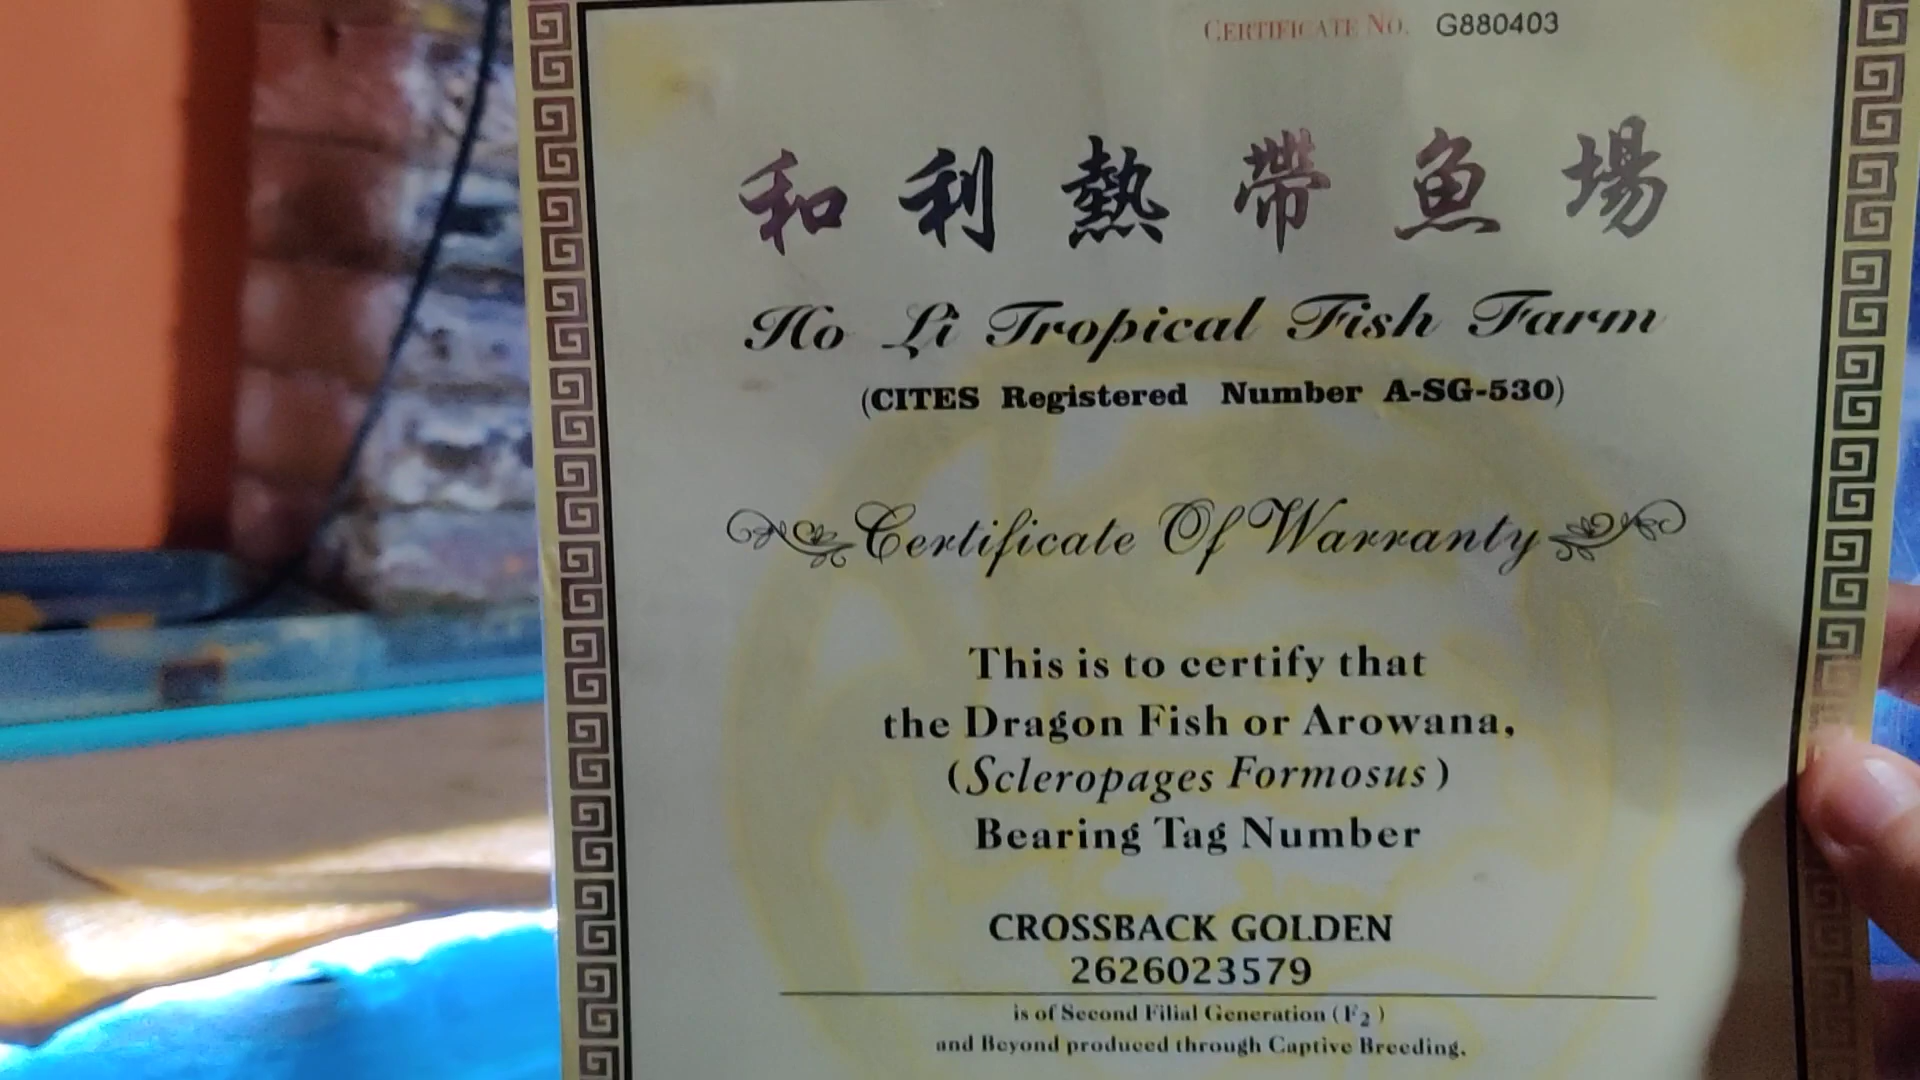 CERTIFICATE NO. G880403
和利熱帶魚場
Ho Li Tropical Fish Farm
(CITES Registered Number A-SG-530)
Certificate Of Warranty
This is to certify that
the Dragon Fish or Arowana,
(Scleropages Formosus)
Bearing Tag Number
CROSSBACK GOLDEN
2626023579
is of Second Filial Generation (F₂)
and Beyond produced through Captive Breeding.